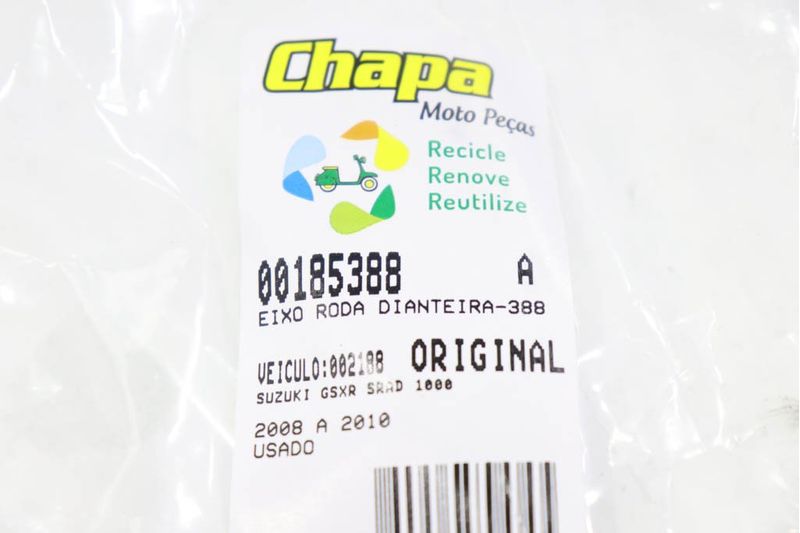 Chapa
Moto Peças
Recicle
Renove
Reutilize
00185388 A
EIXO RODA DIANTEIRA-388
VEICULO:002188 ORIGINAL
SUZUKI GSXR SRAD 1000
2008 A 2010
USADO